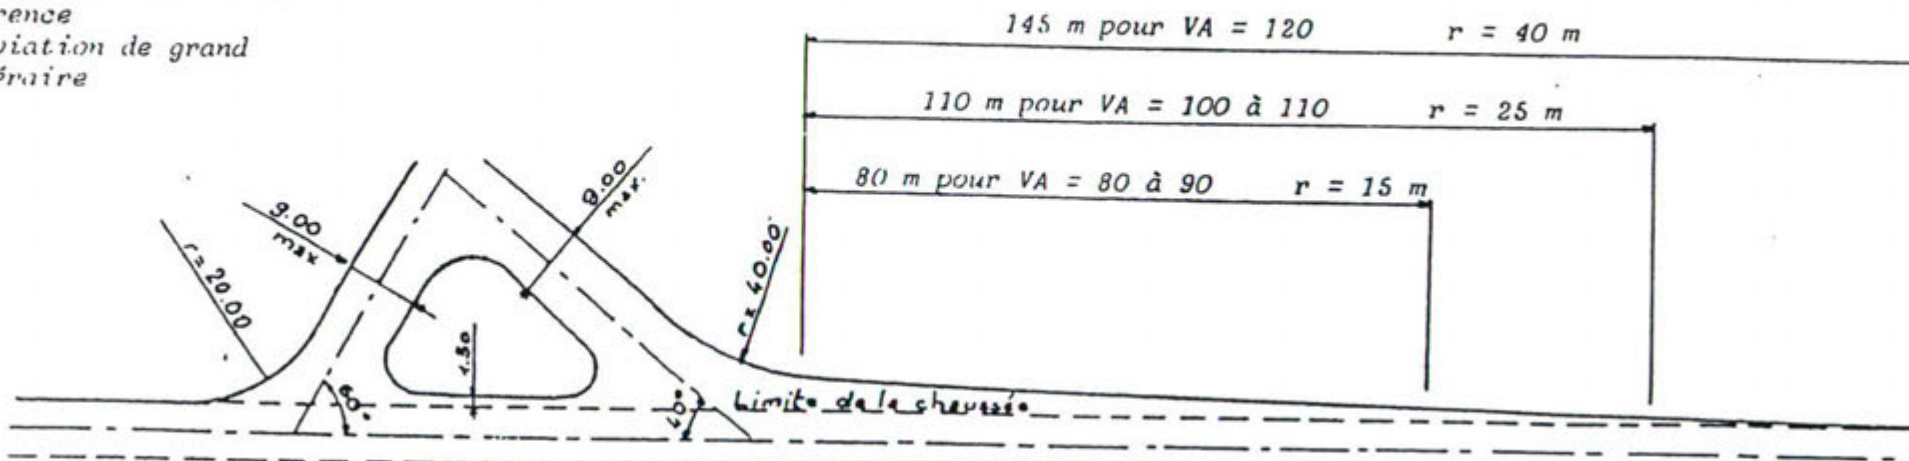 rence
viation de grand
éraire
145 m pour VA = 120 r = 40 m
110 m pour VA = 100 à 110 r = 25 m
80 m pour VA = 80 à 90 r = 15 m
9.00
max
8.00
max.
r = 20.00
r = 40.00
1.50
60°
40°
Limite de la chaussée